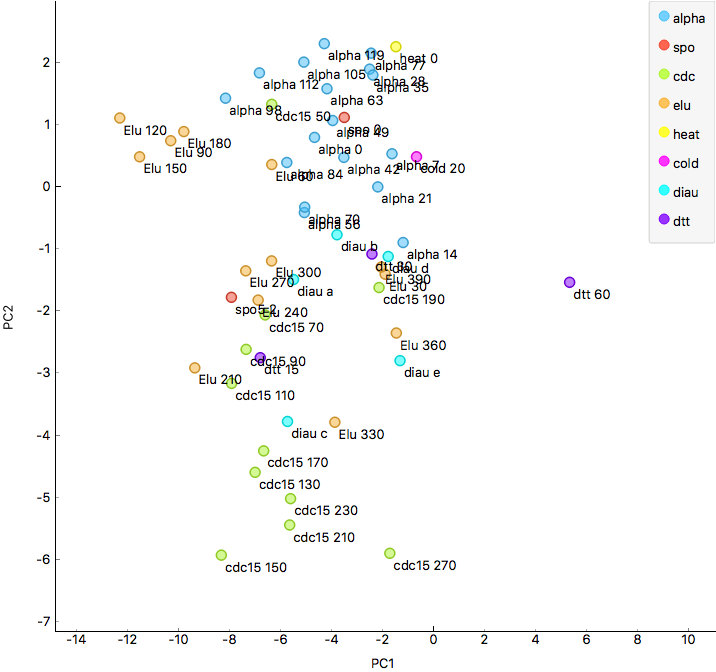 alpha
spo
cdc
elu
heat
cold
diau
dtt
PC2
2
1
0
-1
-2
-3
-4
-5
-6
-7
alpha 119
heat 0
alpha 77
alpha 105
alpha 28
alpha 112
alpha 35
alpha 63
alpha 98
cdc15 50
Elu 120
alpha 49
spo 0
Elu 180
alpha 0
Elu 90
Elu 150
alpha 7
cold 20
alpha 42
Elu 60
alpha 84
alpha 21
alpha 70
alpha 56
diau b
alpha 14
dtt 30
diau d
Elu 300
Elu 390
Elu 270
Elu 30
diau a
dtt 60
cdc15 190
spo5 2
Elu 240
cdc15 70
Elu 360
cdc15 90
dtt 15
diau e
Elu 210
cdc15 110
diau c
Elu 330
cdc15 170
cdc15 130
cdc15 230
cdc15 210
cdc15 150
cdc15 270
-14 -12 -10 -8 -6 -4 -2 0 2 4 6 8 10
PC1